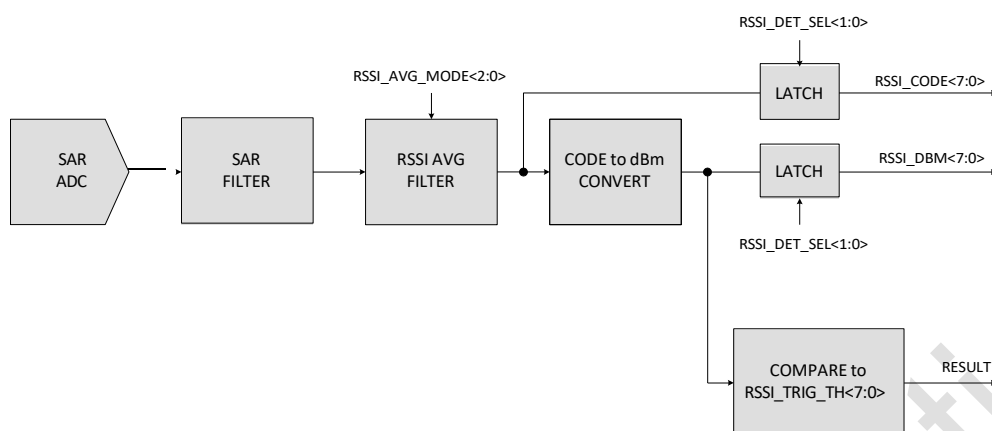 RSSI_DET_SEL<1:0>
RSSI_AVG_MODE<2:0>
LATCH
RSSI_CODE<7:0>
SAR
ADC
SAR
FILTER
RSSI AVG
FILTER
CODE to dBm
CONVERT
LATCH
RSSI_DBM<7:0>
RSSI_DET_SEL<1:0>
COMPARE to
RSSI_TRIG_TH<7:0>
RESULT